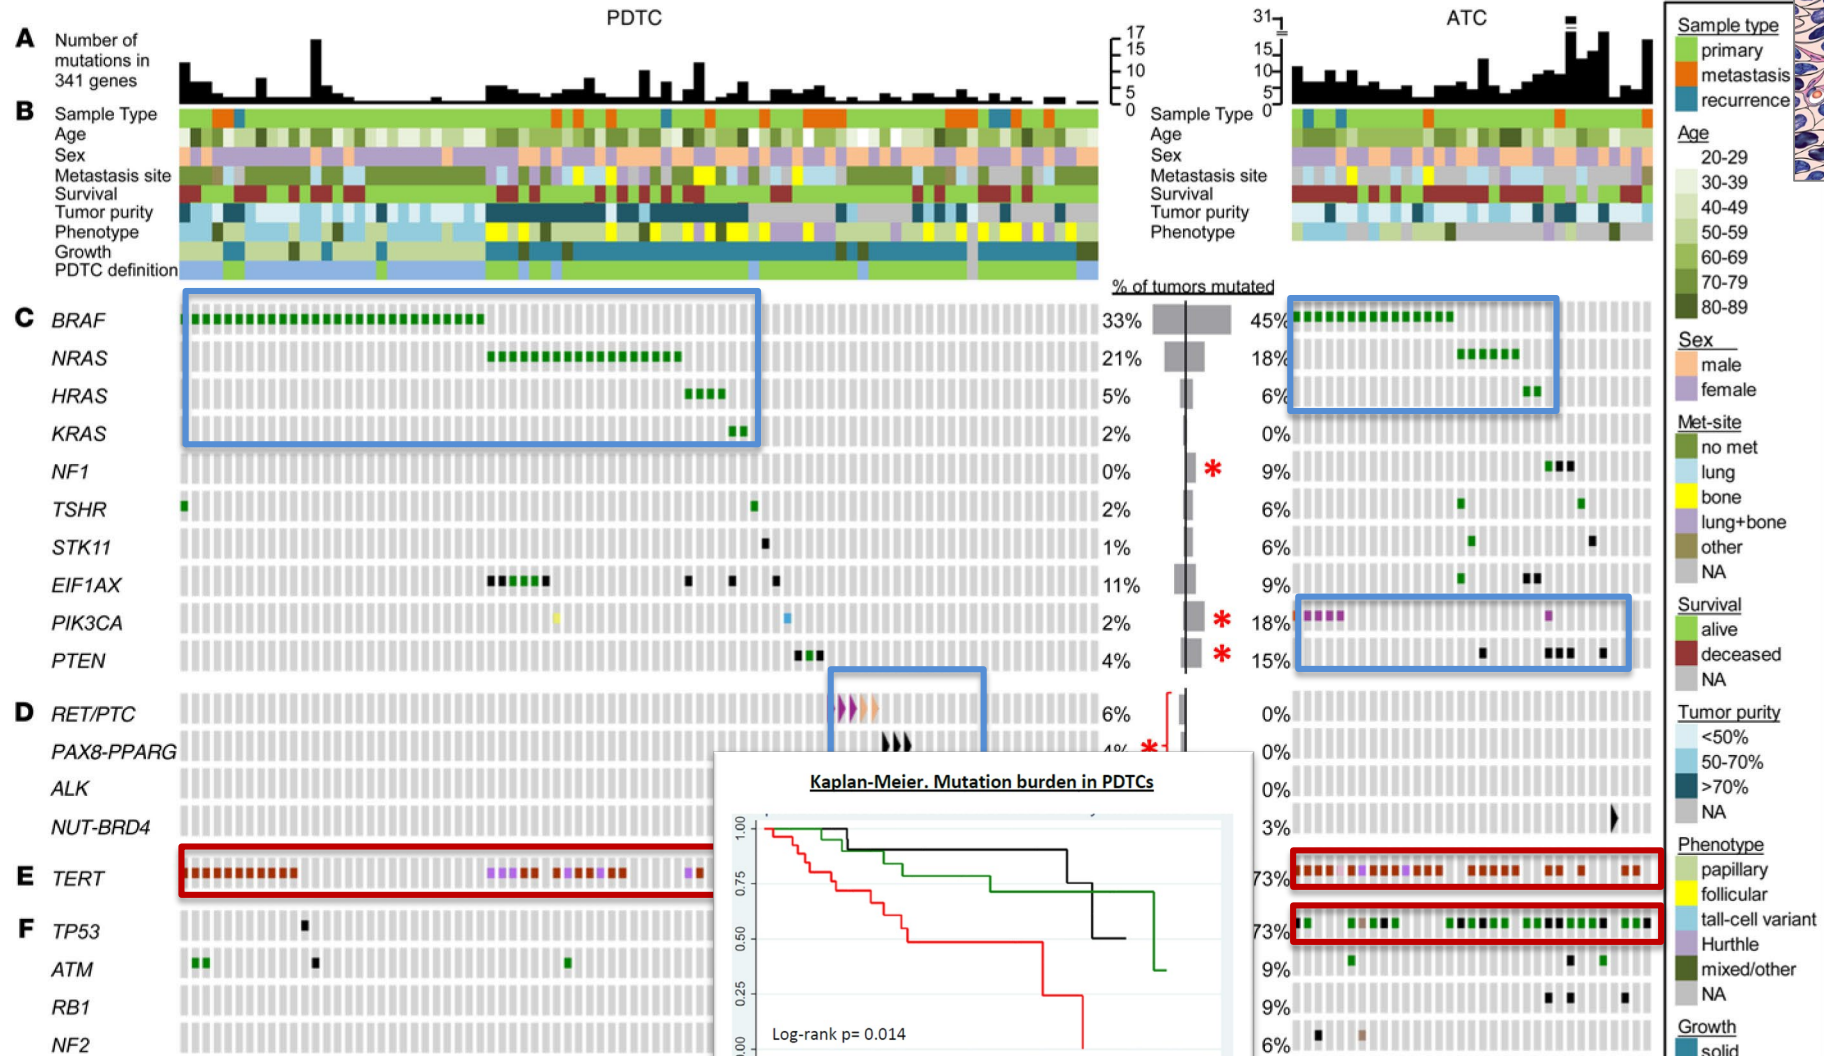 PDTC
ATC
A
Number of
mutations in
341 genes
17
15
10
5
0
31
15
10
5
0
B
Sample Type
Age
Sex
Metastasis site
Survival
Tumor purity
Phenotype
Growth
PDTC definition
Sample Type
Age
Sex
Metastasis site
Survival
Tumor purity
Phenotype
% of tumors mutated
C
BRAF 33% 45%
NRAS 21% 18%
HRAS 5% 6%
KRAS 2% 0%
NF1 0% * 9%
TSHR 2% 6%
STK11 1% 6%
EIF1AX 11% 9%
PIK3CA 2% * 18%
PTEN 4% * 15%
D
RET/PTC 6% 0%
PAX8-PPARG 4% * 0%
ALK 0%
NUT-BRD4 3%
E
TERT 73%
F
TP53 73%
ATM 9%
RB1 9%
NF2 6%
Kaplan-Meier. Mutation burden in PDTCs
1.00
0.75
0.50
0.25
0.00
Log-rank p= 0.014
Sample type
primary
metastasis
recurrence
Age
20-29
30-39
40-49
50-59
60-69
70-79
80-89
Sex
male
female
Met-site
no met
lung
bone
lung+bone
other
NA
Survival
alive
deceased
NA
Tumor purity
<50%
50-70%
>70%
NA
Phenotype
papillary
follicular
tall-cell variant
Hurthle
mixed/other
NA
Growth
solid